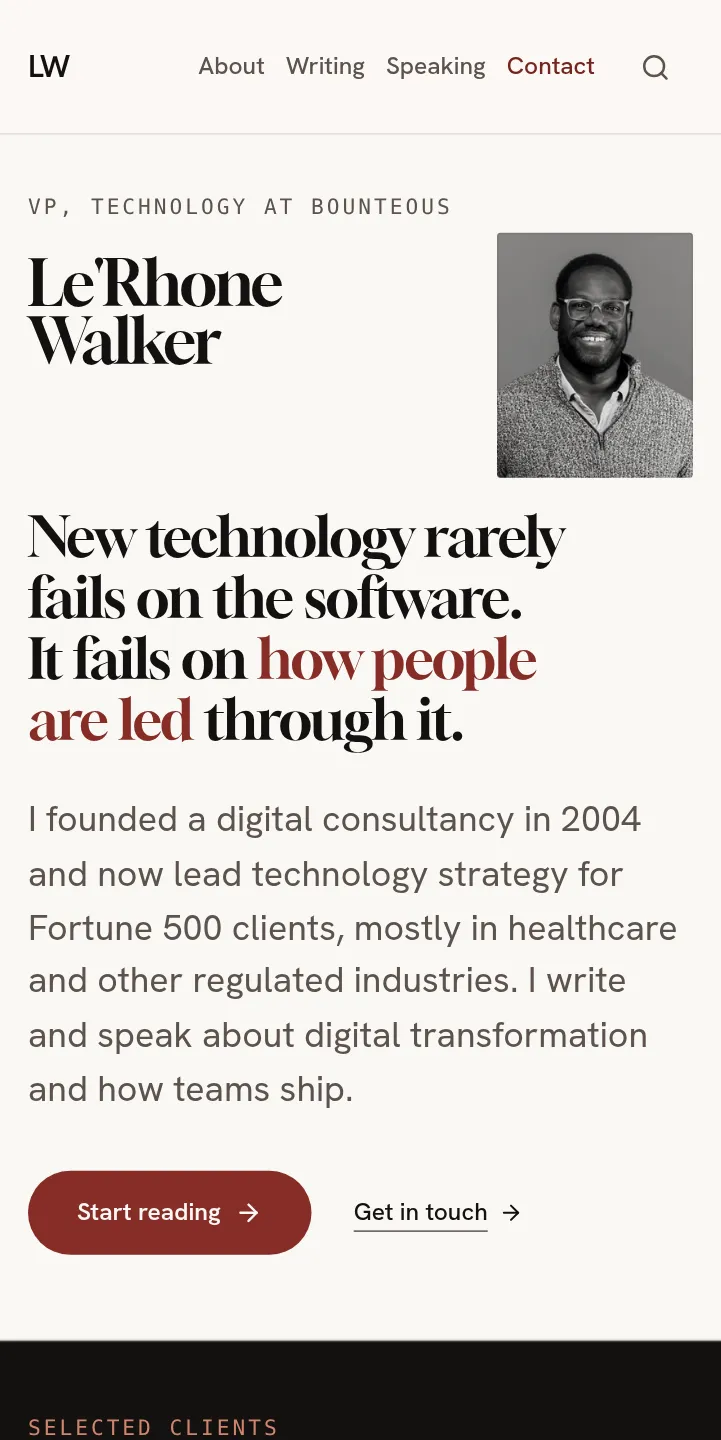 LW
About Writing Speaking Contact
VP, TECHNOLOGY AT BOUNTEOUS
Le'Rhone
Walker
New technology rarely
fails on the software.
It fails on how people
are led through it.
I founded a digital consultancy in 2004
and now lead technology strategy for
Fortune 500 clients, mostly in healthcare
and other regulated industries. I write
and speak about digital transformation
and how teams ship.
Start reading → Get in touch →
SELECTED CLIENTS